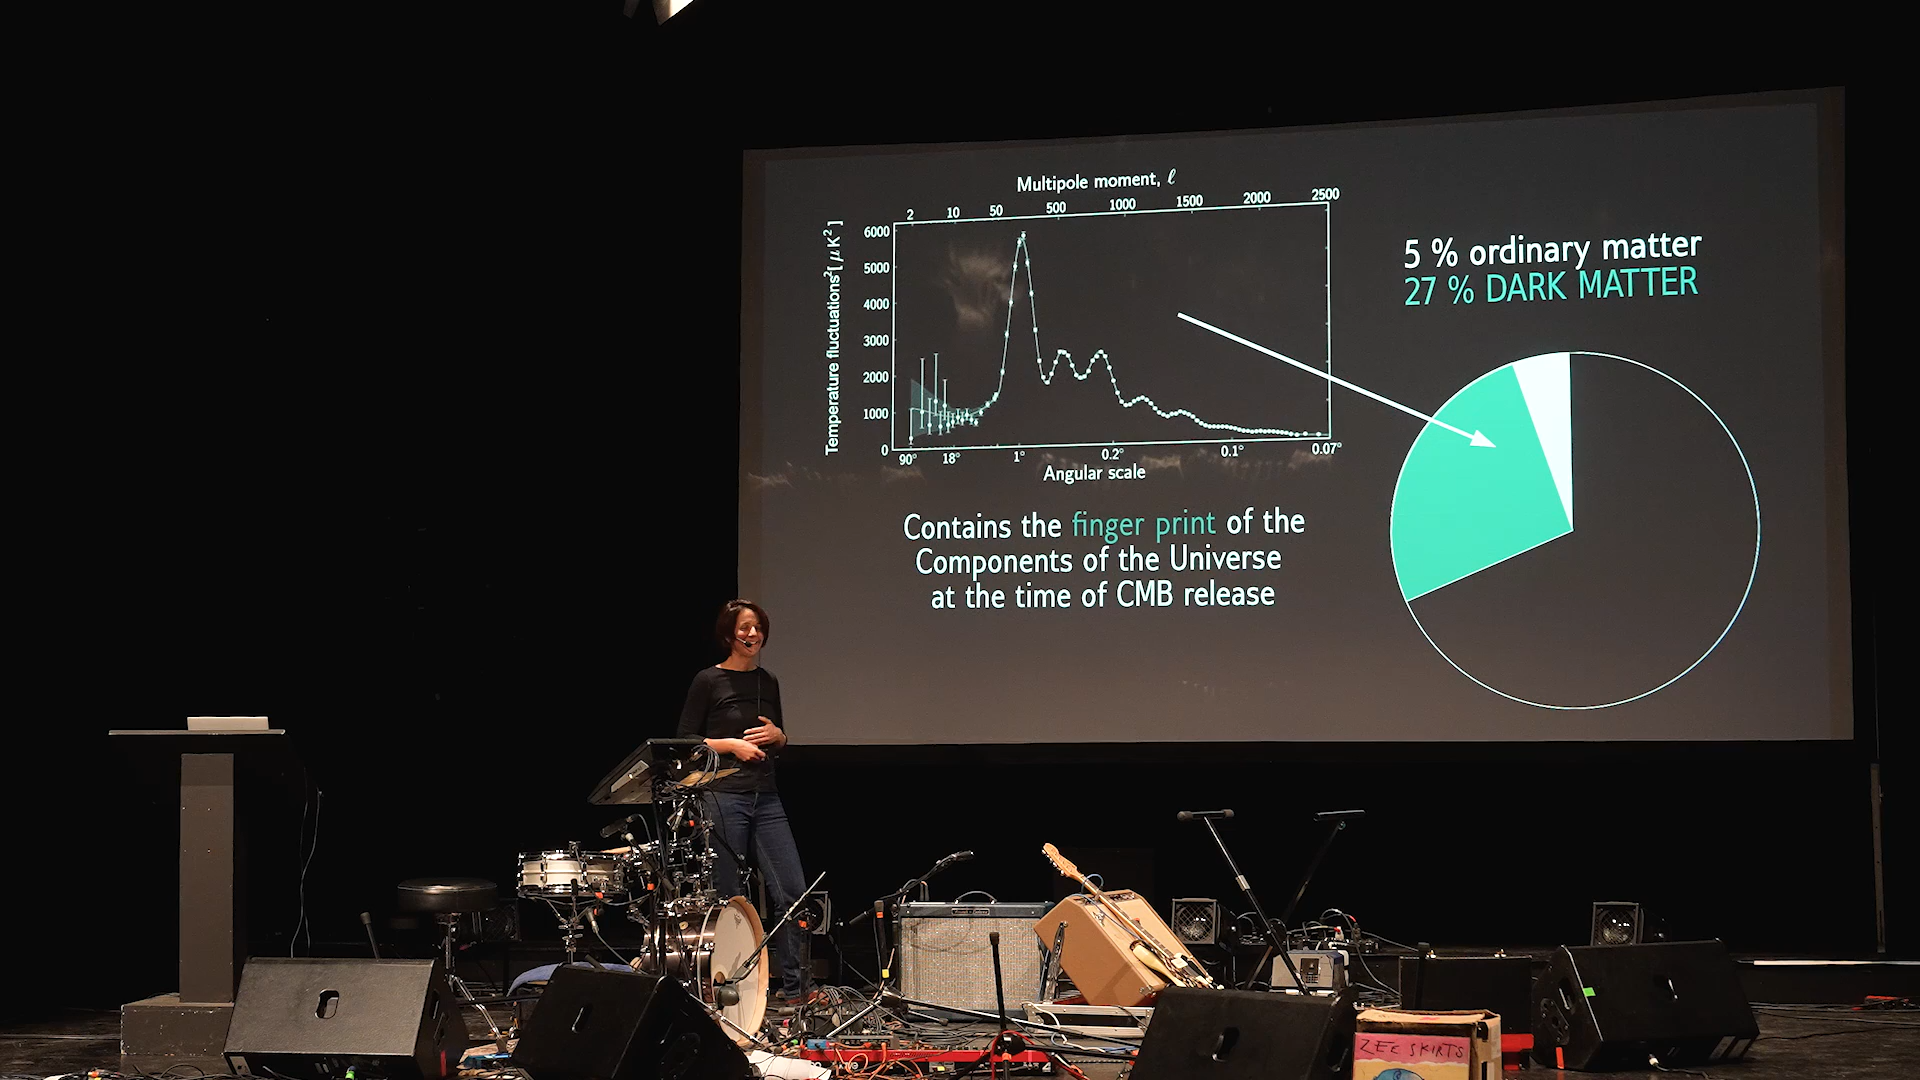 Multipole moment, ℓ
2 10 50 500 1000 1500 2000 2500
Temperature fluctuations² [ μK² ]
6000
5000
4000
3000
2000
1000
0
90° 18° 1° 0.2° 0.1° 0.07°
Angular scale
Contains the finger print of the
Components of the Universe
at the time of CMB release
5 % ordinary matter
27 % DARK MATTER
ZEE SKIRTS